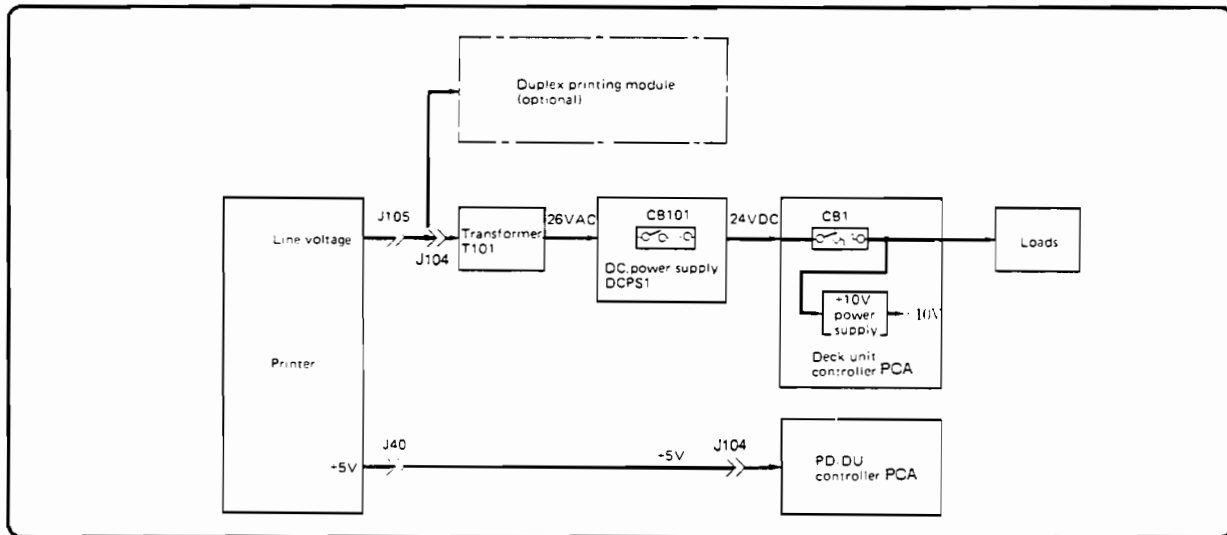 Duplex printing module
(optional)
J105
Line voltage
J104
Transformer
T101
26VAC
CB101
DC.power supply
DCPS1
24VDC
CB1
Loads
+10V
power
supply
10V
Deck unit
controller PCA
Printer
J40
+5V
+5V
J104
PD.DU
controller PCA